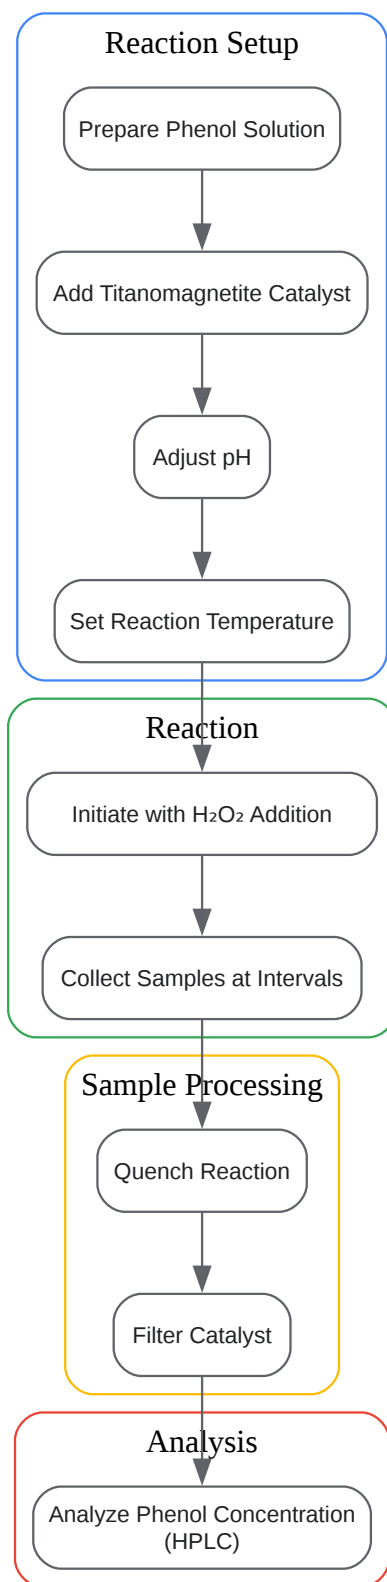 Reaction Setup
Prepare Phenol Solution
Add Titanomagnetite Catalyst
Adjust pH
Set Reaction Temperature
Reaction
Initiate with H₂O₂ Addition
Collect Samples at Intervals
Sample Processing
Quench Reaction
Filter Catalyst
Analysis
Analyze Phenol Concentration
(HPLC)